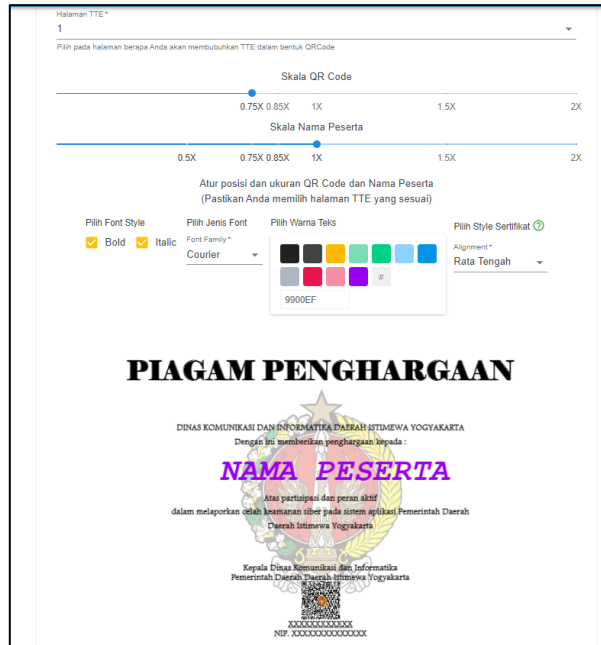 Halaman TTE *
1
Pilih pada halaman berapa Anda akan membubuhkan TTE dalam bentuk QRCode
Skala QR Code
0.75X 0.85X 1X 1.5X 2X
Skala Nama Peserta
0.5X 0.75X 0.85X 1X 1.5X 2X
Atur posisi dan ukuran QR Code dan Nama Peserta
(Pastikan Anda memilih halaman TTE yang sesuai)
Pilih Font Style Pilih Jenis Font Pilih Warna Teks Pilih Style Sertifikat ?
Bold Italic
Font Family *
Courier
#
9900EF
Alignment *
Rata Tengah
PIAGAM PENGHARGAAN
DINAS KOMUNIKASI DAN INFORMATIKA DAERAH ISTIMEWA YOGYAKARTA
Dengan ini memberikan penghargaan kepada :
NAMA PESERTA
Atas partisipasi dan peran aktif
dalam melaporkan celah keamanan siber pada sistem aplikasi Pemerintah Daerah
Daerah Istimewa Yogyakarta
Kepala Dinas Komunikasi dan Informatika
Pemerintah Daerah Daerah Istimewa Yogyakarta
XXXXXXXXXXXX
NIP. XXXXXXXXXXXXXX